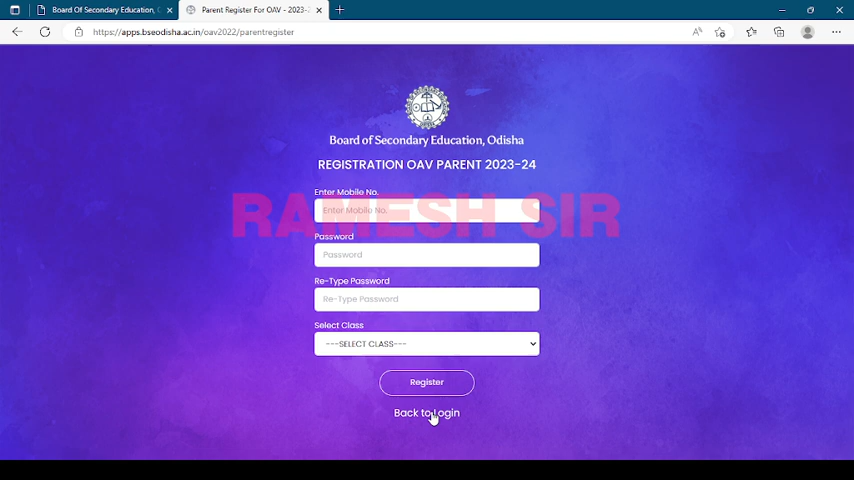 Board Of Secondary Education, C
Parent Register For OAV - 2023-2
https://apps.bseodisha.ac.in/oav2022/parentregister
Board of Secondary Education, Odisha
REGISTRATION OAV PARENT 2023-24
Enter Mobile No.
Enter Mobile No.
RAMESH SIR
Password
Password
Re-Type Password
Re-Type Password
Select Class
---SELECT CLASS---
Register
Back to Login